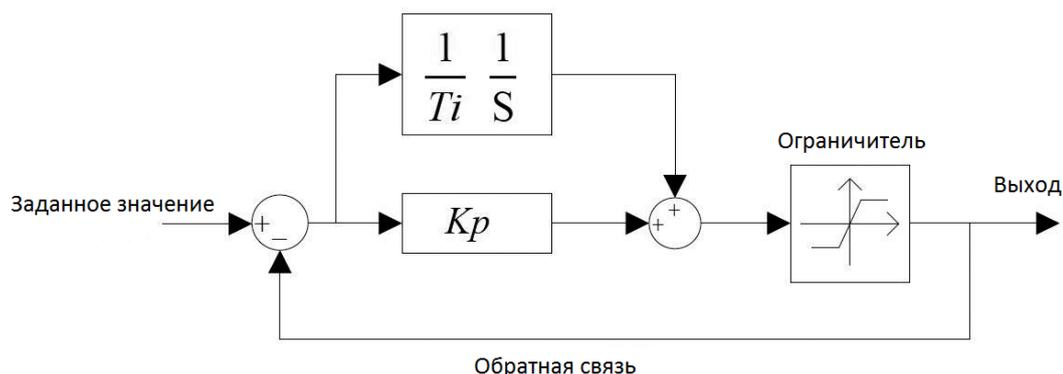 1 1
Ti S
Ограничитель
Заданное значение
+
−
Kp
+
+
Выход
Обратная связь